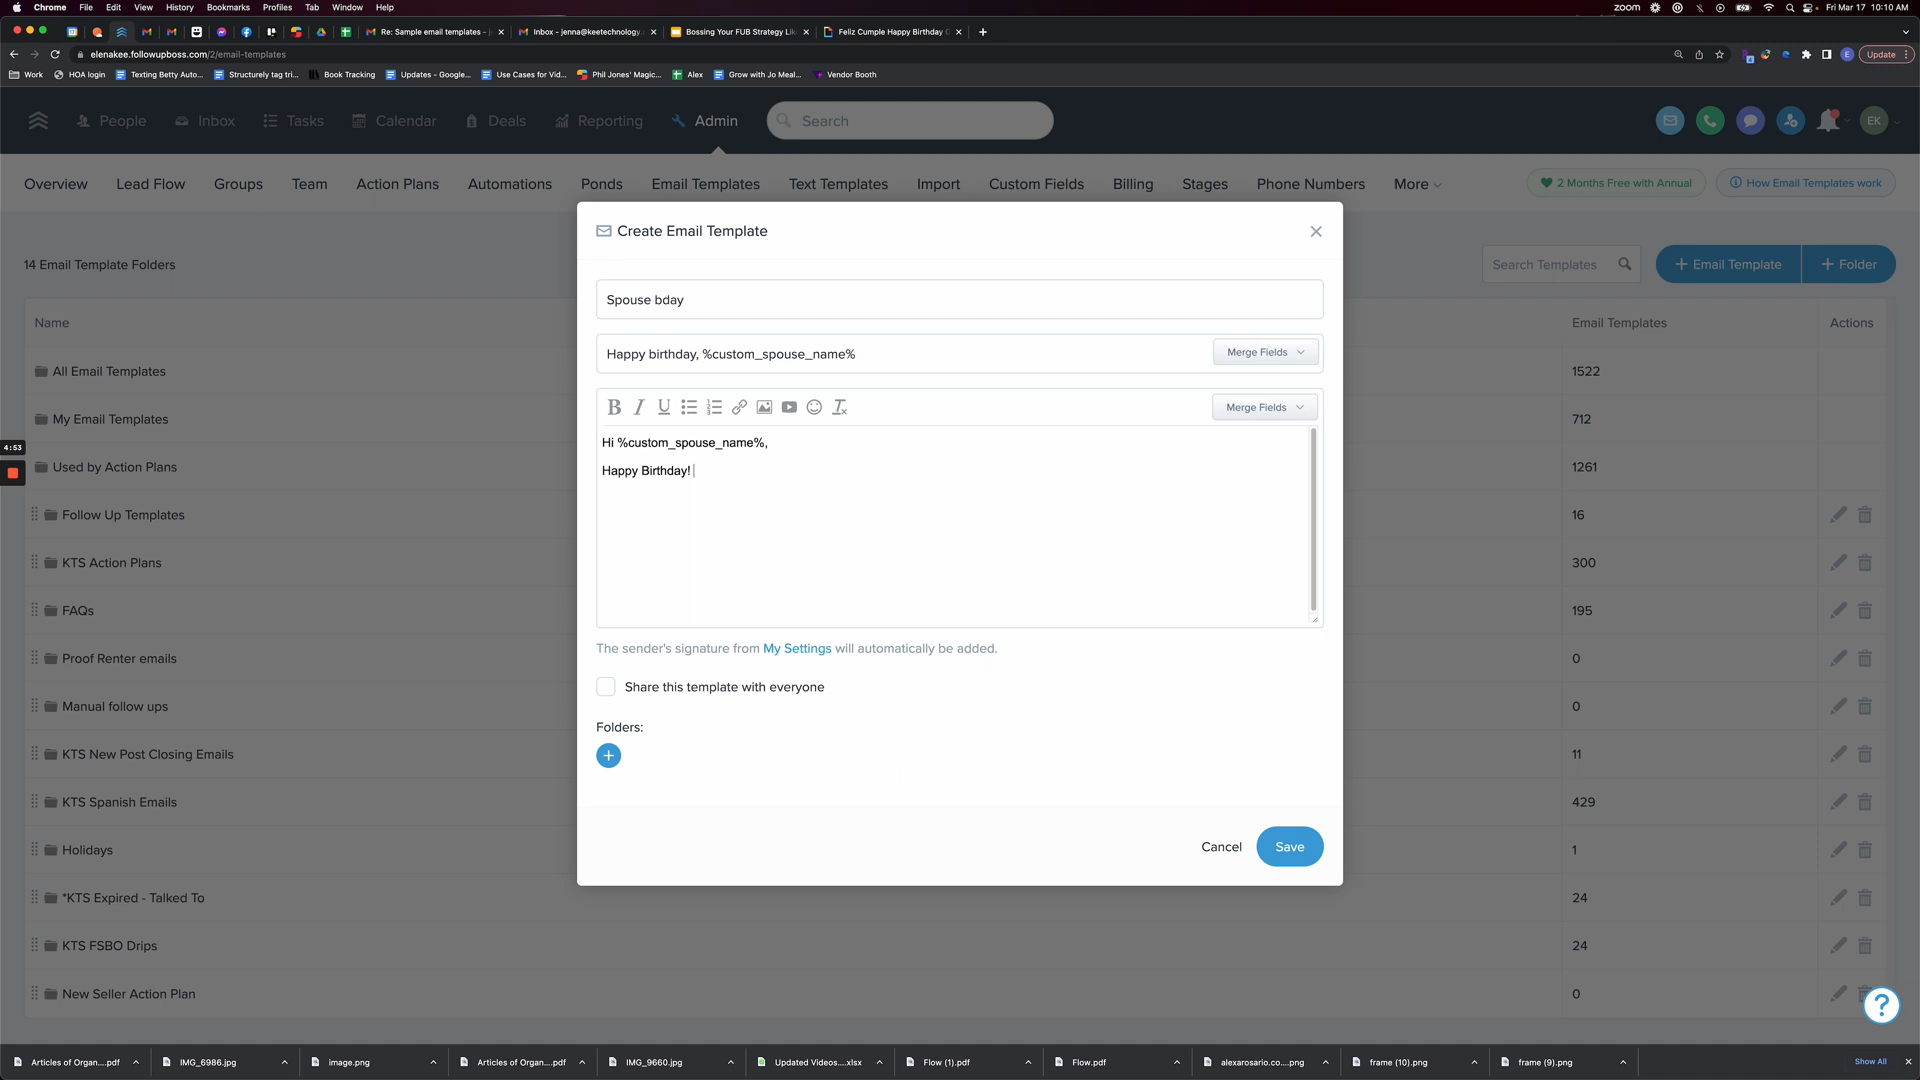 Chrome File Edit View History Bookmarks Profiles Tab Window Help
zoom Fri Mar 17 10:10 AM
Re: Sample email templates - j
Inbox - jenna@keetechnology.
Bossing Your FUB Strategy Lik
Feliz Cumple Happy Birthday G
elenakee.followupboss.com/2/email-templates
Update
Work HOA login Texting Betty Auto... Structurely tag tri... Book Tracking Updates - Google... Use Cases for Vid... Phil Jones' Magic... Alex Grow with Jo Meal... Vendor Booth
People Inbox Tasks Calendar Deals Reporting Admin Search EK
Overview Lead Flow Groups Team Action Plans Automations Ponds Email Templates Text Templates Import Custom Fields Billing Stages Phone Numbers More
2 Months Free with Annual
How Email Templates work
Create Email Template
14 Email Template Folders
Search Templates
+ Email Template
+ Folder
Spouse bday
Name
Email Templates
Actions
Happy birthday, %custom_spouse_name%
Merge Fields
All Email Templates 1522
Merge Fields
My Email Templates 712
Hi %custom_spouse_name%,
4:53
Used by Action Plans 1261
Happy Birthday!
Follow Up Templates 16
KTS Action Plans 300
FAQs 195
The sender's signature from My Settings will automatically be added.
Proof Renter emails 0
Share this template with everyone
Manual follow ups 0
Folders:
KTS New Post Closing Emails 11
KTS Spanish Emails 429
Holidays 1
Cancel Save
*KTS Expired - Talked To 24
KTS FSBO Drips 24
New Seller Action Plan 0
?
Articles of Organ....pdf IMG_6986.jpg image.png Articles of Organ....pdf IMG_9660.jpg Updated Videos....xlsx Flow (1).pdf Flow.pdf alexarosario.co....png frame (10).png frame (9).png Show All